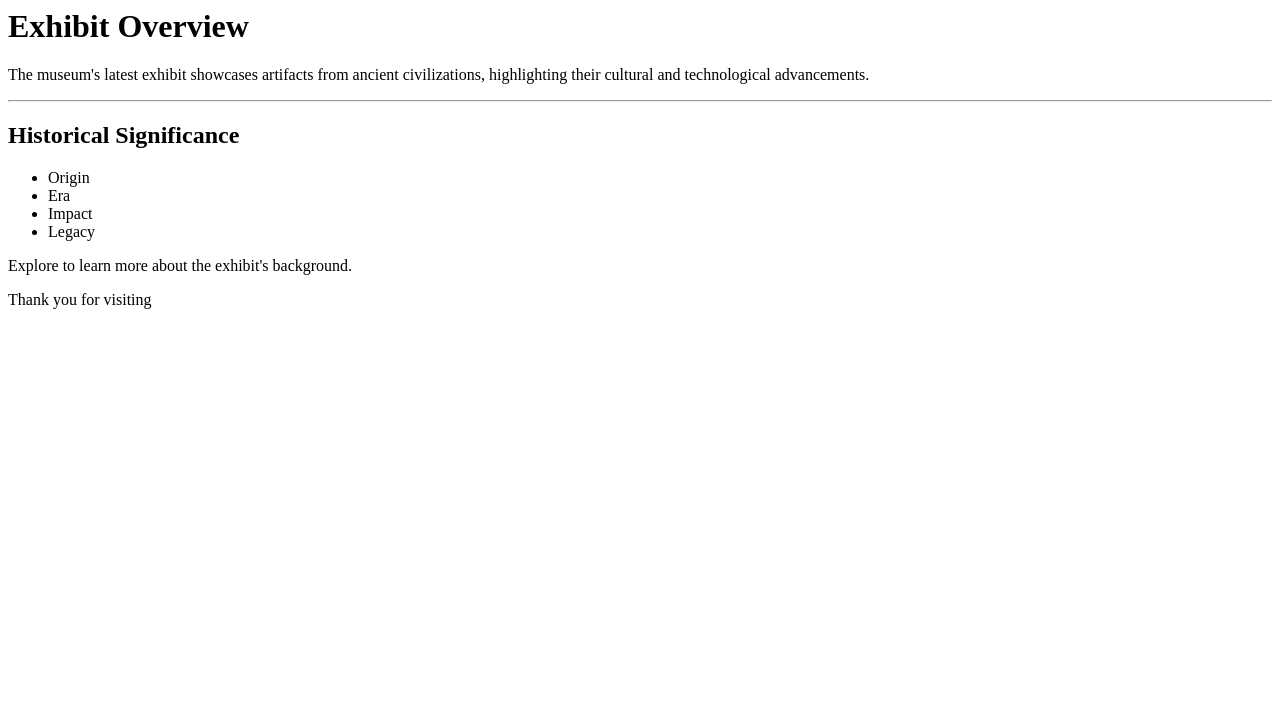 Exhibit Overview
The museum's latest exhibit showcases artifacts from ancient civilizations, highlighting their cultural and technological advancements.
Historical Significance
Origin
Era
Impact
Legacy
Explore to learn more about the exhibit's background.
Thank you for visiting